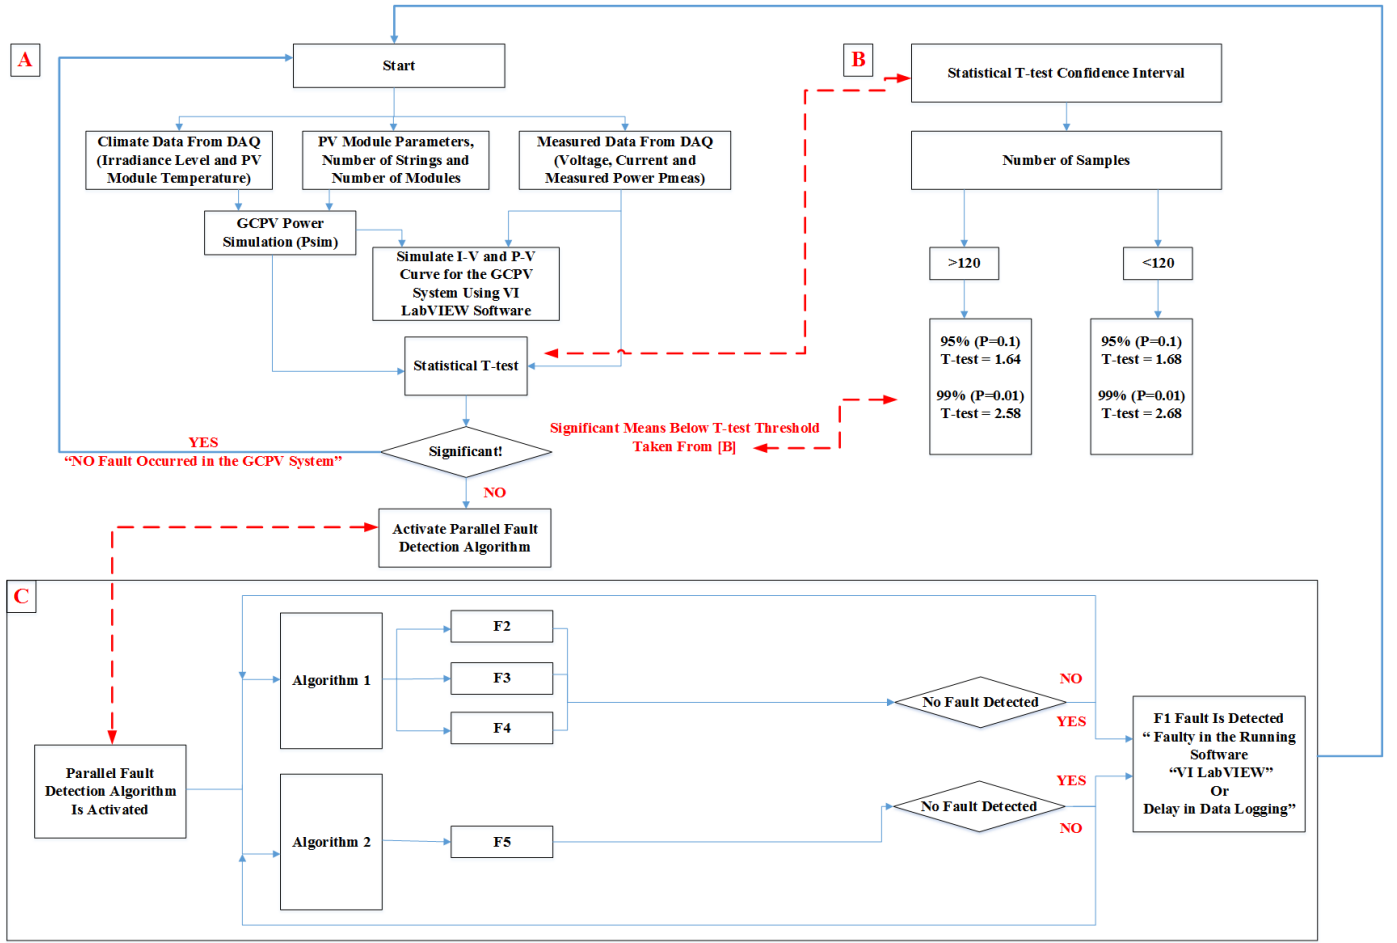 A
Start
Climate Data From DAQ
(Irradiance Level and PV
Module Temperature)
PV Module Parameters,
Number of Strings and
Number of Modules
Measured Data From DAQ
(Voltage, Current and
Measured Power Pmeas)
GCPV Power
Simulation (Psim)
Simulate I-V and P-V
Curve for the GCPV
System Using VI
LabVIEW Software
Statistical T-test
Significant!
YES
“NO Fault Occurred in the GCPV System”
NO
Significant Means Below T-test Threshold
Taken From [B]
Activate Parallel Fault
Detection Algorithm
B
Statistical T-test Confidence Interval
Number of Samples
>120
<120
95% (P=0.1)
T-test = 1.64
99% (P=0.01)
T-test = 2.58
95% (P=0.1)
T-test = 1.68
99% (P=0.01)
T-test = 2.68
C
Parallel Fault
Detection Algorithm
Is Activated
Algorithm 1
F2
F3
F4
No Fault Detected
NO
YES
Algorithm 2
F5
No Fault Detected
YES
NO
F1 Fault Is Detected
“ Faulty in the Running
Software
“VI LabVIEW”
Or
Delay in Data Logging”